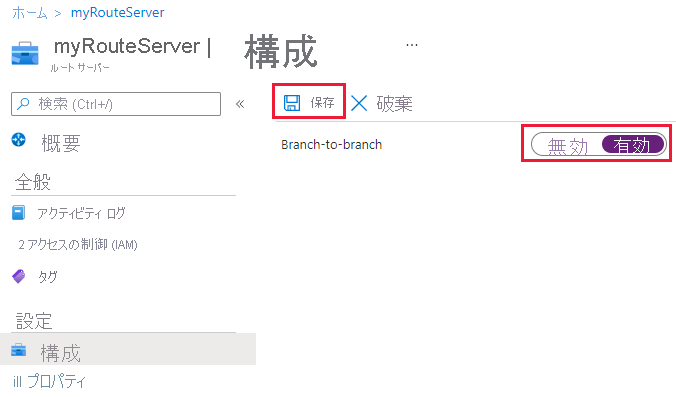 ホーム > myRouteServer
myRouteServer | 構成 ...
ルート サーバー
検索 (Ctrl+/) «
保存 破棄
Branch-to-branch 無効 有効
概要
全般
アクティビティ ログ
2 アクセスの制御 (IAM)
タグ
設定
構成
ill プロパティ